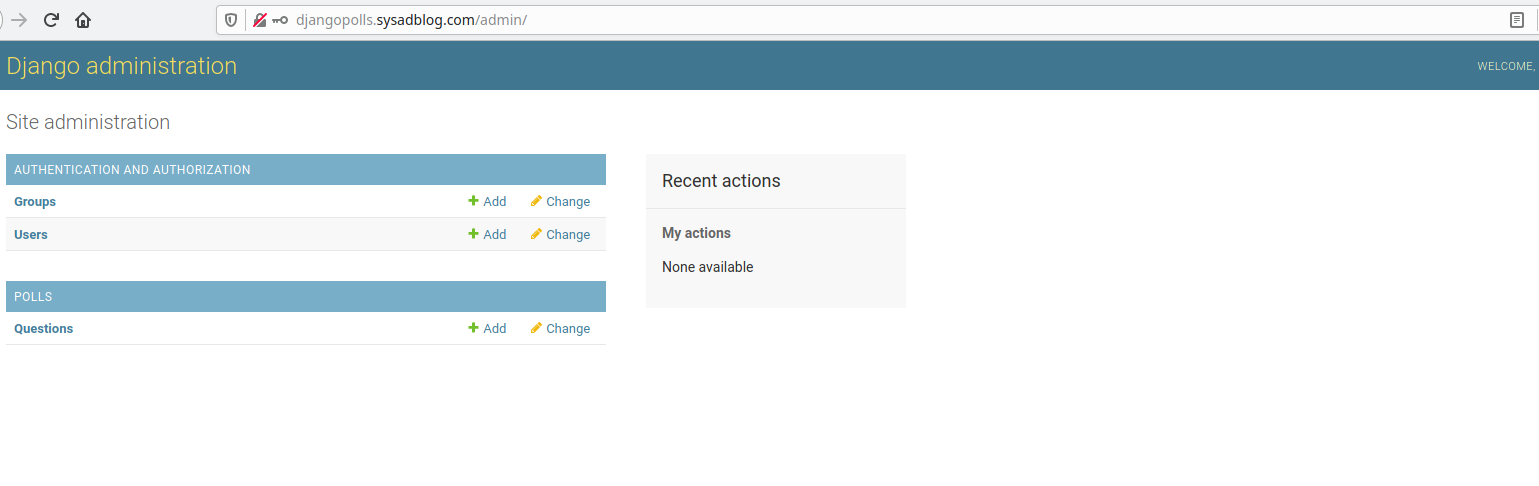 djangopolls.sysadblog.com/admin/
Django administration
WELCOME,
Site administration
AUTHENTICATION AND AUTHORIZATION
Groups Add Change
Users Add Change
POLLS
Questions Add Change
Recent actions
My actions
None available